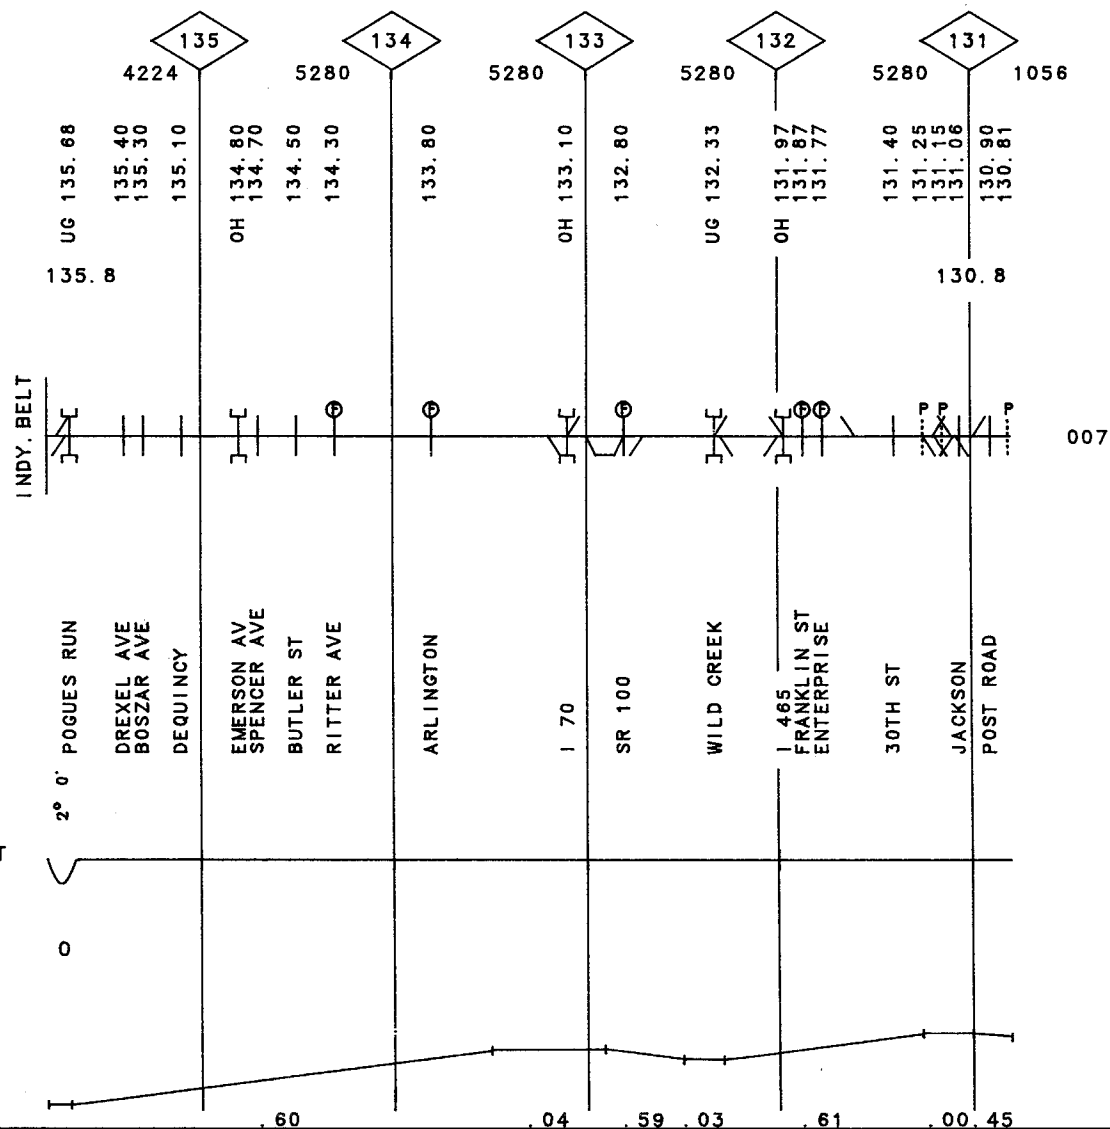 135
134
133
132
131
4224
5280
5280
5280
5280
1056
UG 135.68
135.40
135.30
135.10
OH 134.80
134.70
134.50
134.30
133.80
OH 133.10
132.80
UG 132.33
OH 131.97
131.87
131.77
131.40
131.25
131.15
131.06
130.90
130.81
135.8
130.8
INDY. BELT
F
F
F
F
F
P
P
P
007
POGUES RUN
DREXEL AVE
BOSZAR AVE
DEQUINCY
EMERSON AV
SPENCER AVE
BUTLER ST
RITTER AVE
ARLINGTON
I 70
SR 100
WILD CREEK
I 465
FRANKLIN ST
ENTERPRISE
30TH ST
JACKSON
POST ROAD
2° 0'
T
0
.60
.04
.59
.03
.61
.00
.45